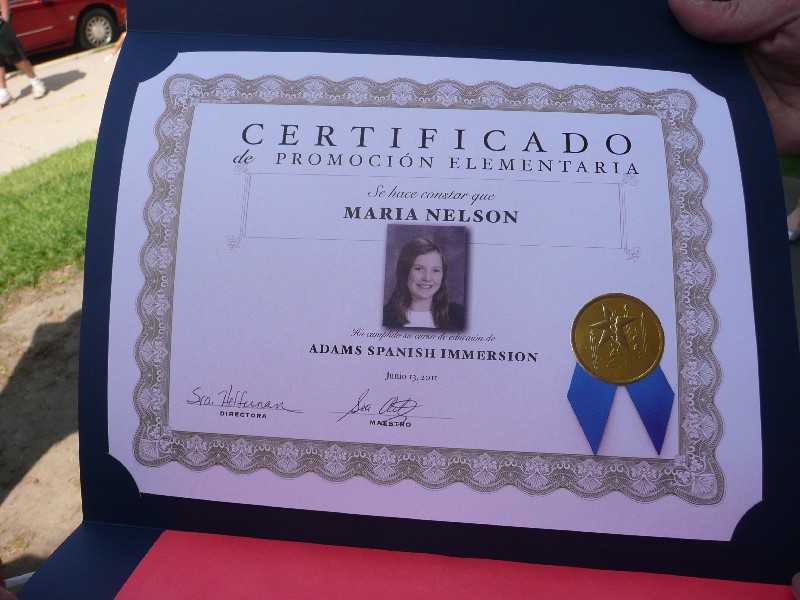 CERTIFICADO
de PROMOCIÓN ELEMENTARIA
Se hace constar que
MARIA NELSON
Ha cumplido su curso de educación de
ADAMS SPANISH IMMERSION
Junio 13, 2011
Sra. Heffernan
DIRECTORA
Sra
MAESTRO